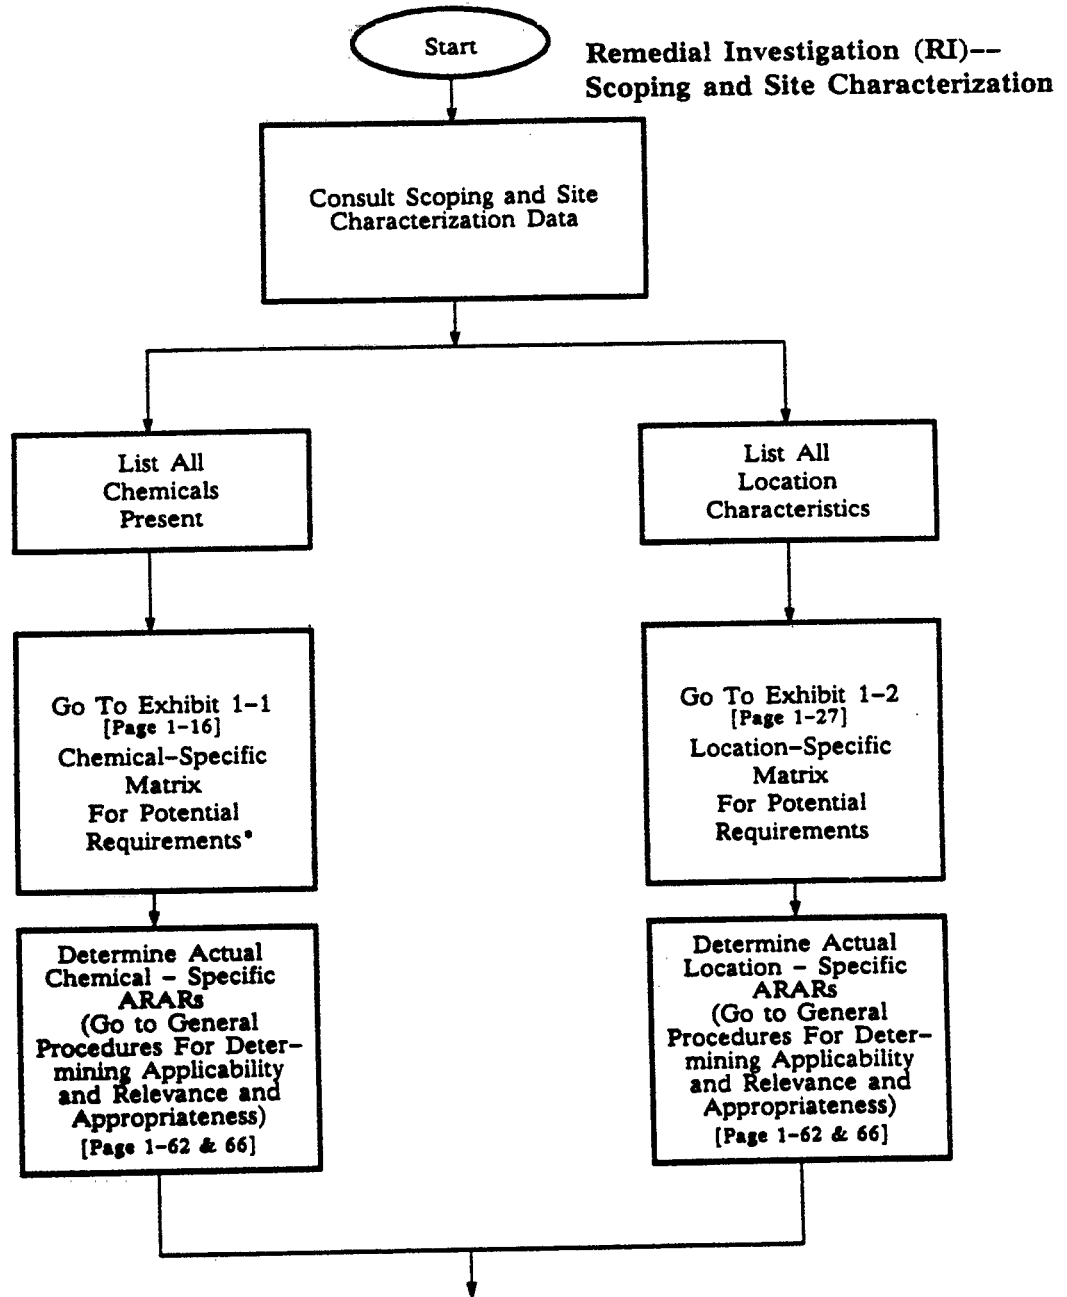 Start
Remedial Investigation (RI)--
Scoping and Site Characterization
Consult Scoping and Site
Characterization Data
List All
Chemicals
Present
List All
Location
Characteristics
Go To Exhibit 1-1
[Page 1-16]
Chemical-Specific
Matrix
For Potential
Requirements*
Go To Exhibit 1-2
[Page 1-27]
Location-Specific
Matrix
For Potential
Requirements
Determine Actual
Chemical - Specific
ARARs
(Go to General
Procedures For Deter-
mining Applicability
and Relevance and
Appropriateness)
[Page 1-62 & 66]
Determine Actual
Location - Specific
ARARs
(Go to General
Procedures For Deter-
mining Applicability
and Relevance and
Appropriateness)
[Page 1-62 & 66]